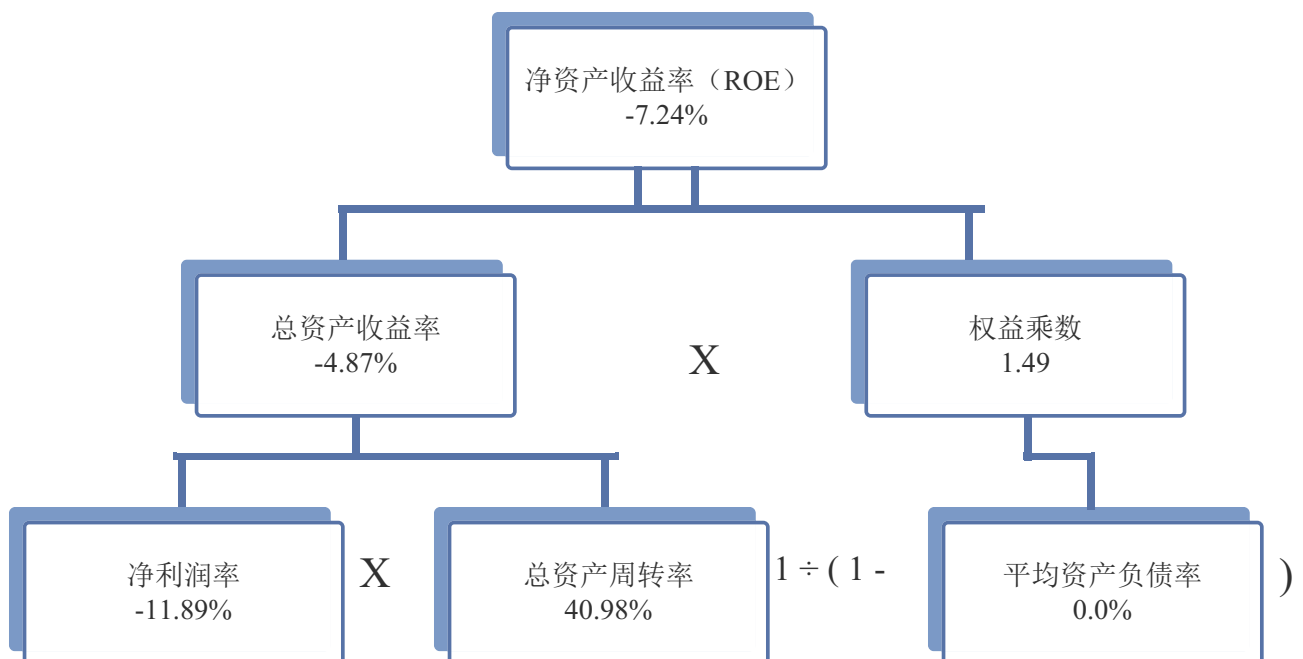 净资产收益率（ROE）
-7.24%
总资产收益率
-4.87%
X
权益乘数
1.49
净利润率
-11.89%
X
总资产周转率
40.98%
1 ÷ ( 1 -
平均资产负债率
0.0%
)